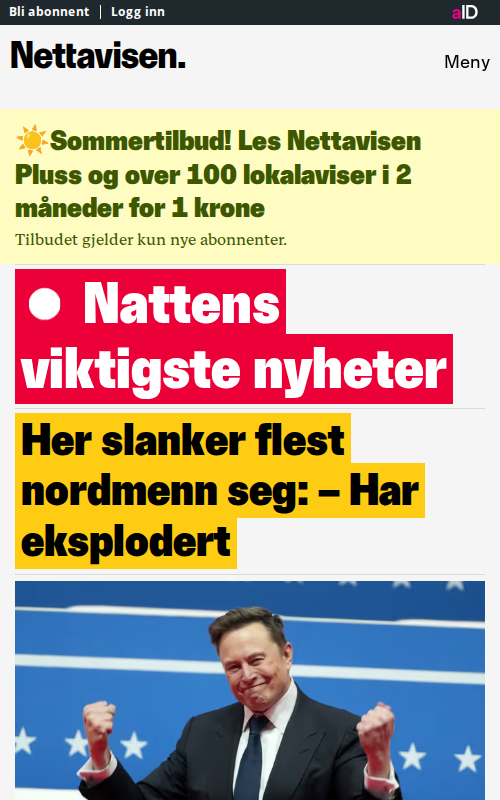 Bli abonnent | Logg inn
aID
Nettavisen.
Meny
☀️Sommertilbud! Les Nettavisen
Pluss og over 100 lokalaviser i 2
måneder for 1 krone
Tilbudet gjelder kun nye abonnenter.
Nattens
viktigste nyheter
Her slanker flest
nordmenn seg: – Har
eksplodert